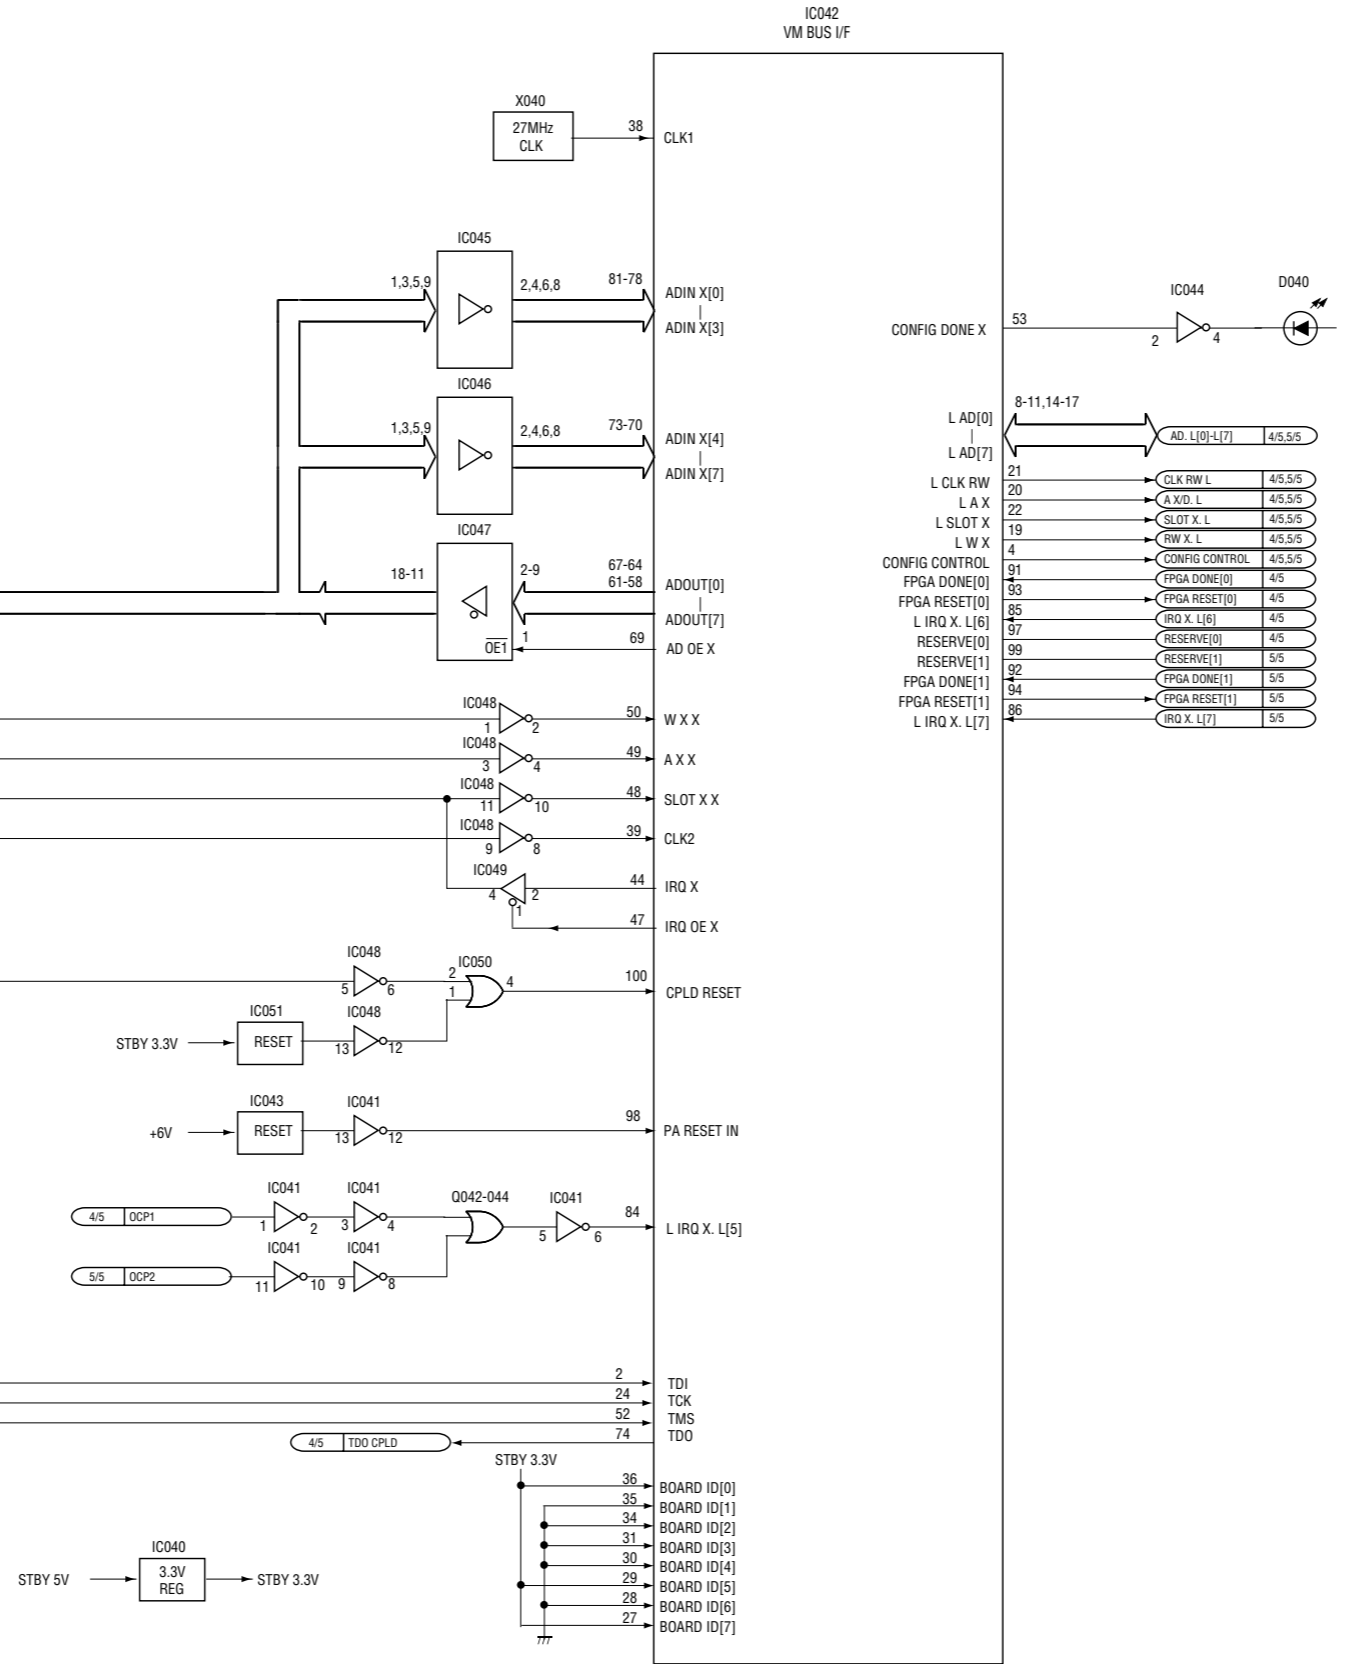 IC042
VM BUS I/F
X040
27MHz
CLK
38
CLK1
IC045
1,3,5,9
2,4,6,8
81-78
ADIN X[0]
|
ADIN X[3]
IC046
1,3,5,9
2,4,6,8
73-70
ADIN X[4]
|
ADIN X[7]
IC047
18-11
2-9
67-64
61-58
ADOUT[0]
|
ADOUT[7]
OE1
1
69
AD OE X
IC048
1
2
50
W X X
IC048
3
4
49
A X X
IC048
11
10
48
SLOT X X
IC048
9
8
39
CLK2
IC049
4
2
1
44
IRQ X
47
IRQ OE X
IC048
5
6
IC050
2
1
4
100
CPLD RESET
STBY 3.3V
IC051
RESET
IC048
13
12
+6V
IC043
RESET
IC041
13
12
98
PA RESET IN
4/5 OCP1
IC041
1
2
IC041
3
4
Q042-044
IC041
5
6
84
L IRQ X. L[5]
5/5 OCP2
IC041
11
10
IC041
9
8
2
TDI
24
TCK
52
TMS
74
TDO
4/5 TDO CPLD
STBY 3.3V
36
BOARD ID[0]
35
BOARD ID[1]
34
BOARD ID[2]
31
BOARD ID[3]
30
BOARD ID[4]
29
BOARD ID[5]
28
BOARD ID[6]
27
BOARD ID[7]
STBY 5V
IC040
3.3V
REG
STBY 3.3V
CONFIG DONE X
53
IC044
2
4
D040
L AD[0]
|
L AD[7]
8-11,14-17
AD. L[0]-L[7] 4/5,5/5
L CLK RW
21
CLK RW L 4/5,5/5
L A X
20
A X/D. L 4/5,5/5
L SLOT X
22
SLOT X. L 4/5,5/5
L W X
19
RW X. L 4/5,5/5
CONFIG CONTROL
4
CONFIG CONTROL 4/5,5/5
FPGA DONE[0]
91
FPGA DONE[0] 4/5
FPGA RESET[0]
93
FPGA RESET[0] 4/5
L IRQ X. L[6]
85
IRQ X. L[6] 4/5
RESERVE[0]
97
RESERVE[0] 4/5
RESERVE[1]
99
RESERVE[1] 5/5
FPGA DONE[1]
92
FPGA DONE[1] 5/5
FPGA RESET[1]
94
FPGA RESET[1] 5/5
L IRQ X. L[7]
86
IRQ X. L[7] 5/5